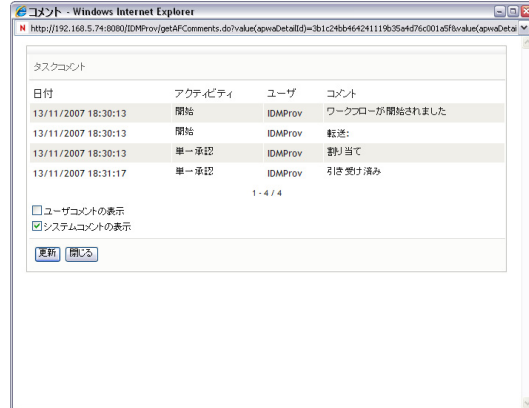 コメント - Windows Internet Explorer
http://192.168.5.74:8080/IDMProv/getAFComments.do?value(apwaDetailId)=3b1c24bb464241119b35a4d76c001a5f&value(apwaDetai
タスクコメント
日付 アクティビティ ユーザ コメント
13/11/2007 18:30:13 開始 IDMProv ワークフローが開始されました
13/11/2007 18:30:13 開始 IDMProv 転送:
13/11/2007 18:30:13 単一承認 IDMProv 割り当て
13/11/2007 18:31:17 単一承認 IDMProv 引き受け済み
1 - 4 / 4
ユーザコメントの表示
システムコメントの表示
更新 閉じる